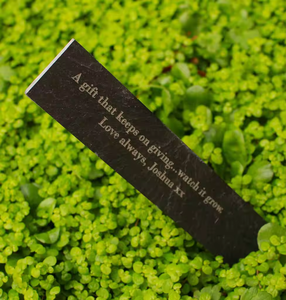 A gift that keeps on giving...watch it grow.
Love always, Joshua xx